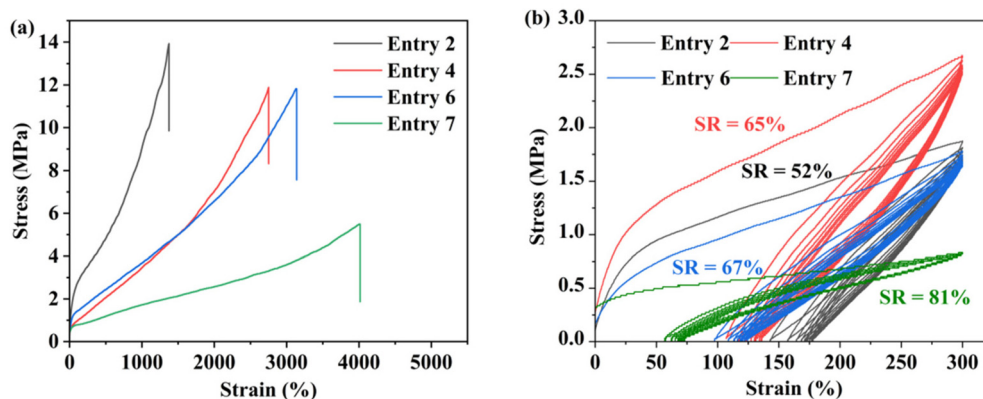 (a)
14
12
10
8
6
4
2
0
Stress (MPa)
Entry 2
Entry 4
Entry 6
Entry 7
0 1000 2000 3000 4000 5000
Strain (%)
(b)
3.0
2.5
2.0
1.5
1.0
0.5
0.0
Stress (MPa)
Entry 2 Entry 4
Entry 6 Entry 7
SR = 65%
SR = 52%
SR = 67%
SR = 81%
0 50 100 150 200 250 300
Strain (%)